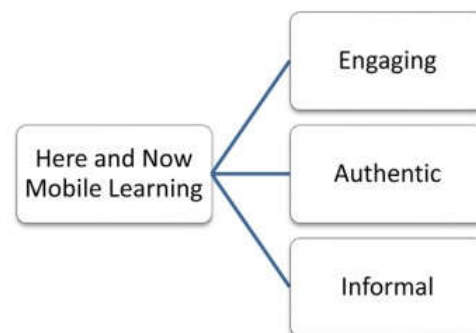 Engaging
Here and Now
Mobile Learning
Authentic
Informal